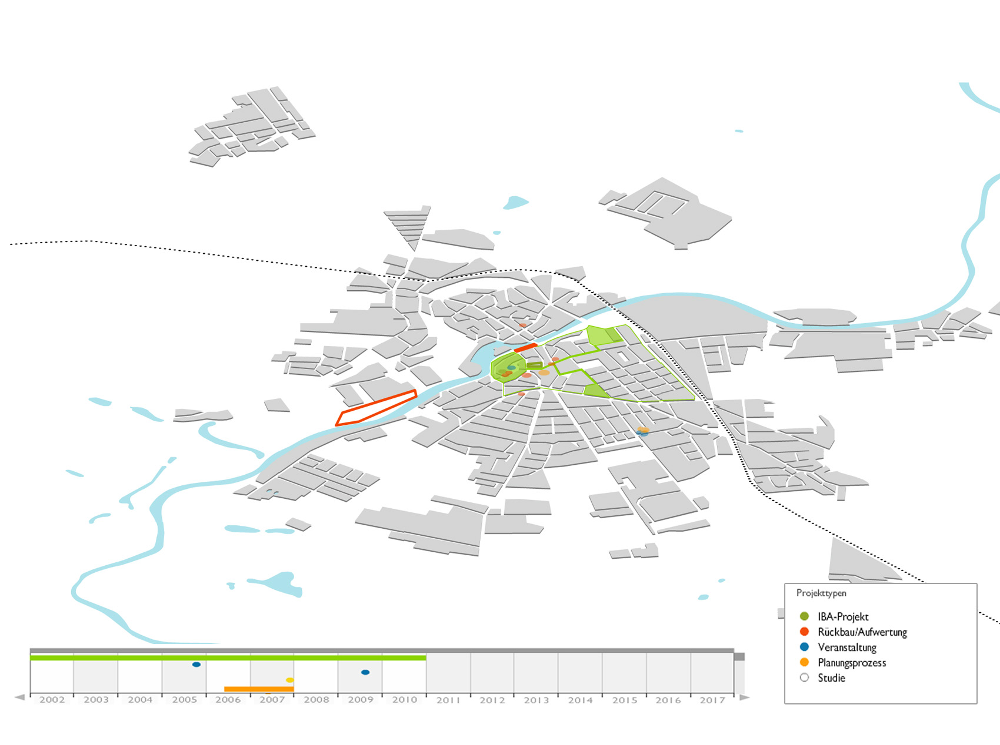 Projekttypen
IBA-Projekt
Rückbau/Aufwertung
Veranstaltung
Planungsprozess
Studie
2002 2003 2004 2005 2006 2007 2008 2009 2010 2011 2012 2013 2014 2015 2016 2017